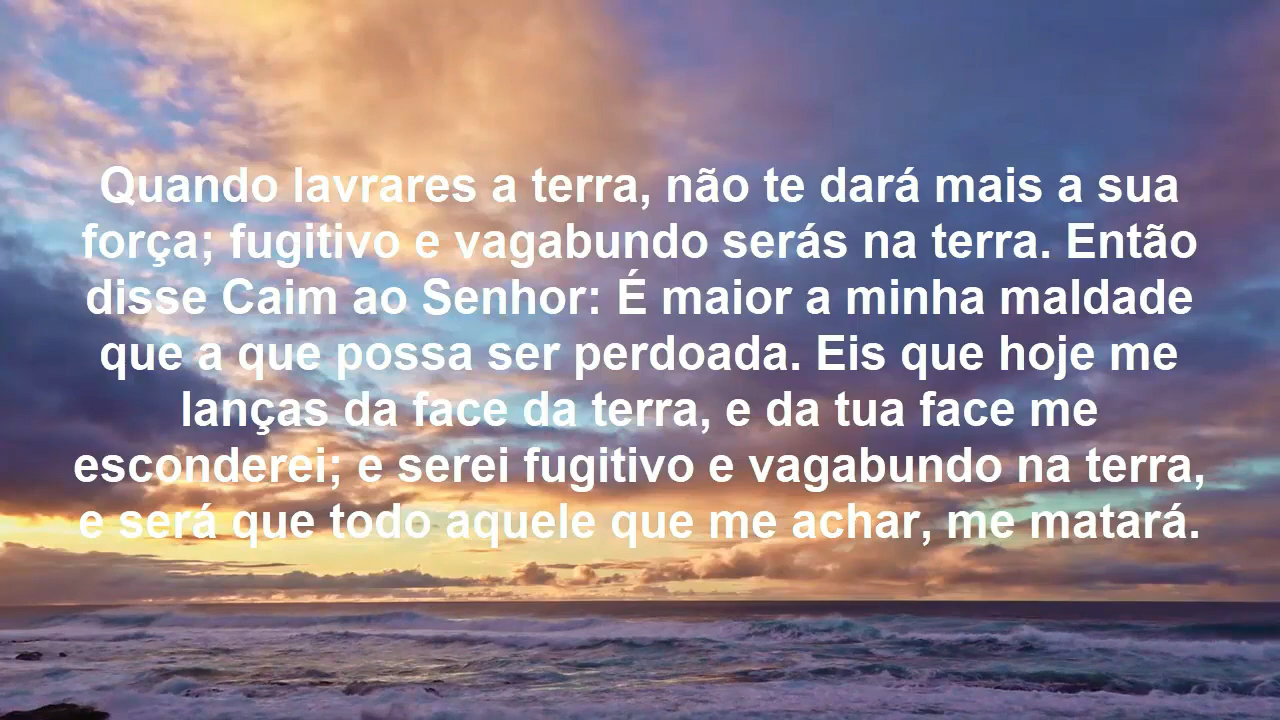 Quando lavrares a terra, não te dará mais a sua
força; fugitivo e vagabundo serás na terra. Então
disse Caim ao Senhor: É maior a minha maldade
que a que possa ser perdoada. Eis que hoje me
lanças da face da terra, e da tua face me
esconderei; e serei fugitivo e vagabundo na terra,
e será que todo aquele que me achar, me matará.